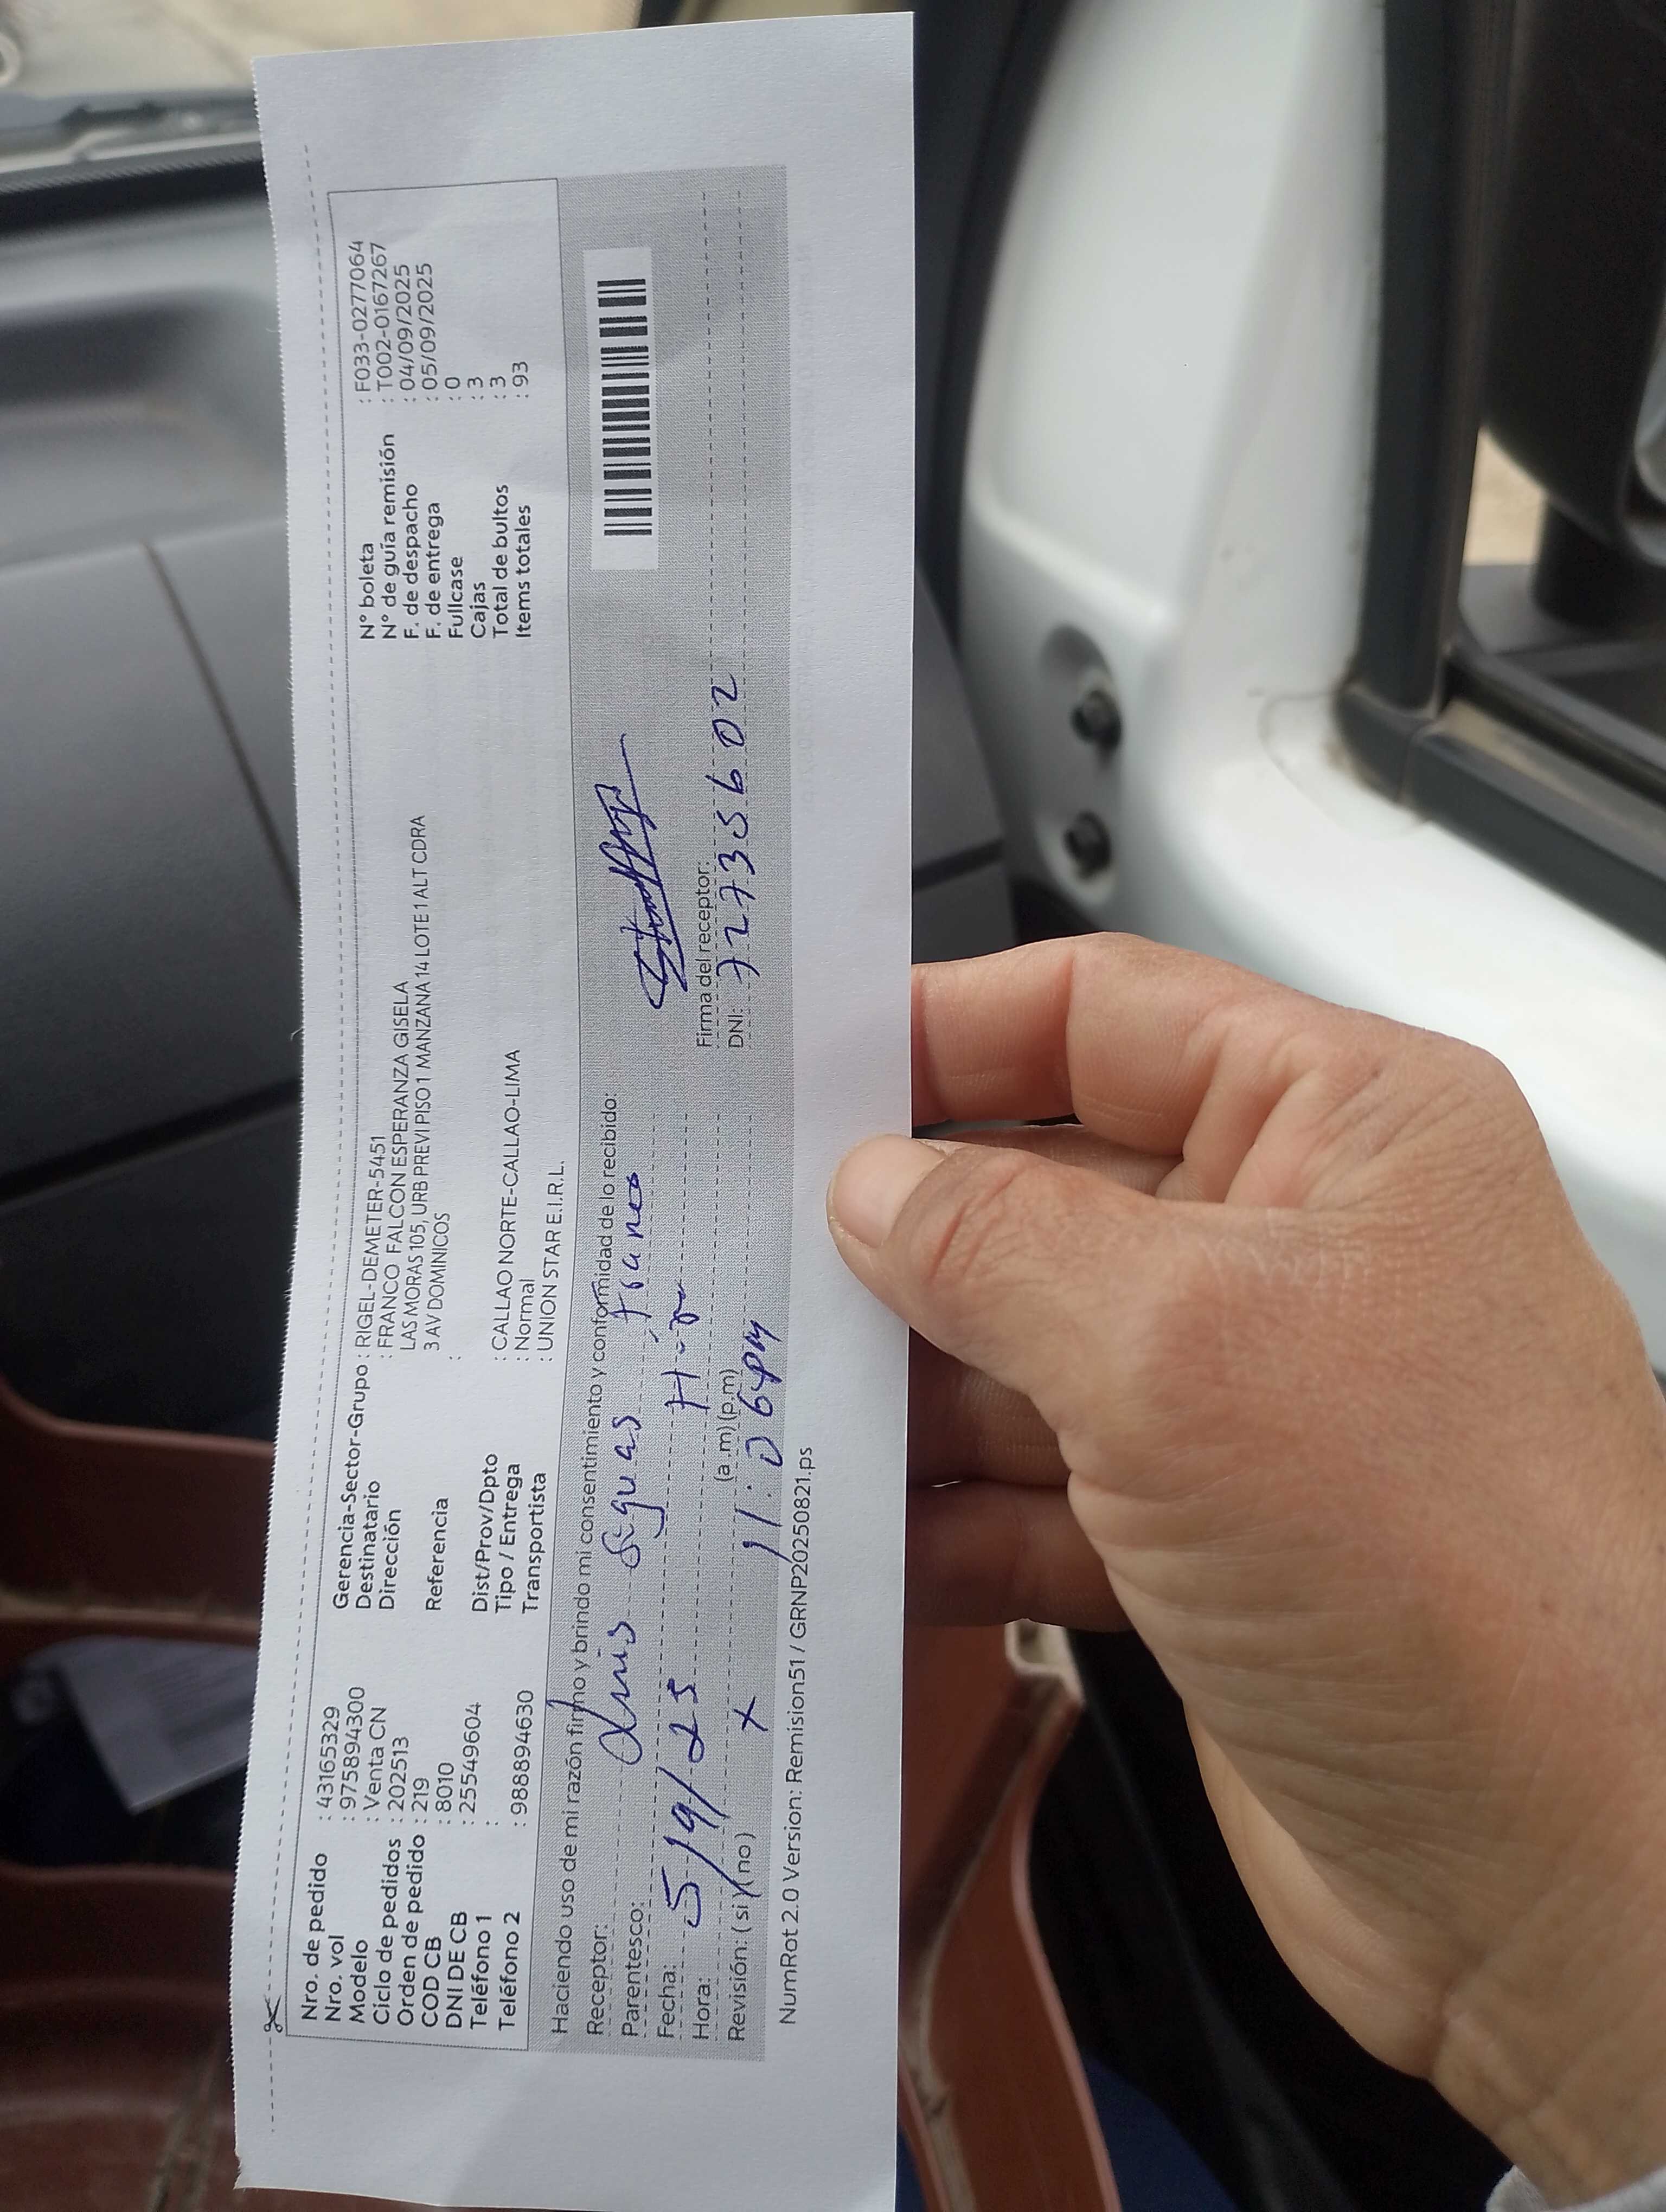 Nro. de pedido : 43165329
Nro. vol : 975894300
Modelo : Venta CN
Ciclo de pedidos : 202513
Orden de pedido : 219
COD CB : 8010
DNI DE CB : 25549604
Teléfono 1 :
Teléfono 2 : 988894630
Gerencia-Sector-Grupo : RIGEL-DEMETER-5451
Destinatario : FRANCO FALCON ESPERANZA GISELA
Dirección LAS MORAS 105, URB PREVI PISO 1 MANZANA 14 LOTE 1 ALT CDRA
3 AV DOMINICOS
Referencia :
Dist/Prov/Dpto : CALLAO NORTE-CALLAO-LIMA
Tipo / Entrega : Normal
Transportista : UNION STAR E.I.R.L.
N° boleta : F033-0277064
N° de guía remisión : T002-0167267
F. de despacho : 04/09/2025
F. de entrega : 05/09/2025
Fullcase : 0
Cajas : 3
Total de bultos : 3
Items totales : 93
Haciendo uso de mi razón firmo y brindo mi consentimiento y conformidad de lo recibido:
Receptor: Luis Siguas Franco
Parentesco:
Fecha: 5/9/25
Hora: (a.m) (p.m)
Revisión: ( si )( no ) x 11:06pm
Firma del receptor:
DNI: 72735602
NumRot 2.0 Version: Remision51 / GRNP20250821.ps